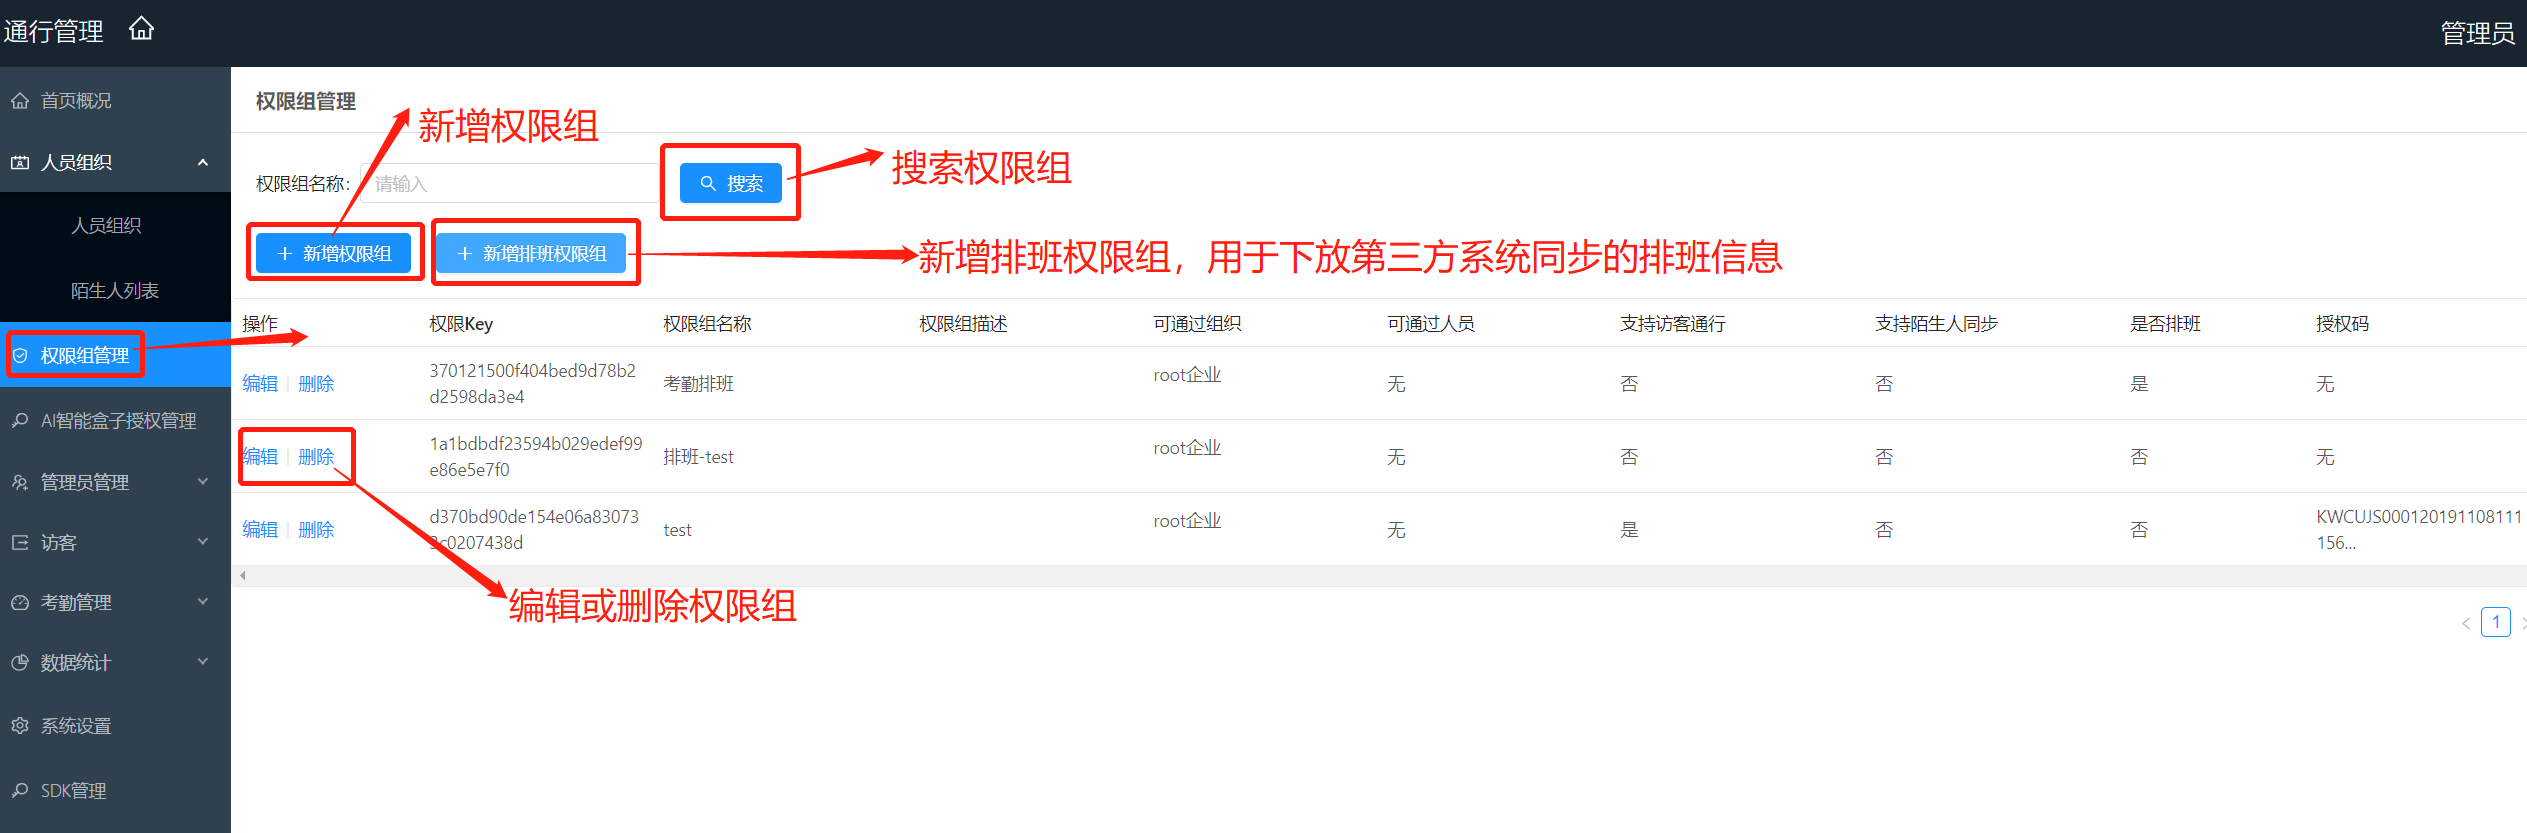 通行管理
管理员
首页概况
人员组织
人员组织
陌生人列表
权限组管理
AI智能盒子授权管理
管理员管理
访客
考勤管理
数据统计
系统设置
SDK管理
权限组管理
新增权限组
权限组名称： 请输入 搜索
搜索权限组
新增权限组 新增排班权限组
新增排班权限组，用于下放第三方系统同步的排班信息
操作 权限Key 权限组名称 权限组描述 可通过组织 可通过人员 支持访客通行 支持陌生人同步 是否排班 授权码
编辑 删除 370121500f404bed9d78b2 考勤排班 root企业 无 否 否 是 无
d2598da3e4
编辑 删除 1a1bdbdf23594b029edef99 排班-test root企业 无 否 否 否 无
e86e5e7f0
编辑 删除 d370bd90de154e06a83073 test root企业 无 是 否 否 KWCUJS000120191108111
c0207438d 156...
编辑或删除权限组
1